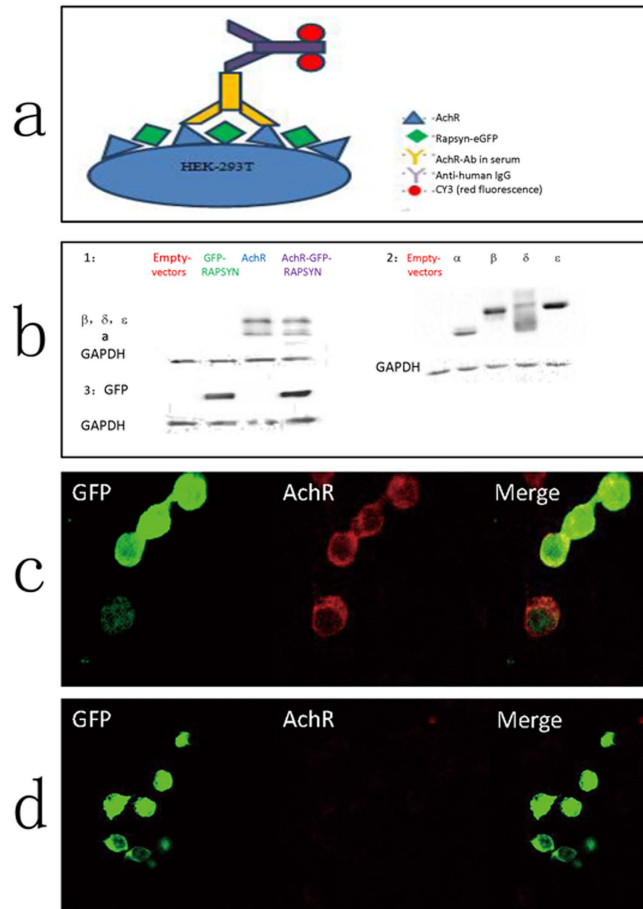 a
HEK-293T
AchR
Rapsyn-eGFP
AchR-Ab in serum
Anti-human IgG
CY3 (red fluorescence)
b
1: Empty-vectors GFP-RAPSYN AchR AchR-GFP-RAPSYN
β, δ, ε
a
GAPDH
3: GFP
GAPDH
2: Empty-vectors α β δ ε
GAPDH
c
GFP AchR Merge
d
GFP AchR Merge